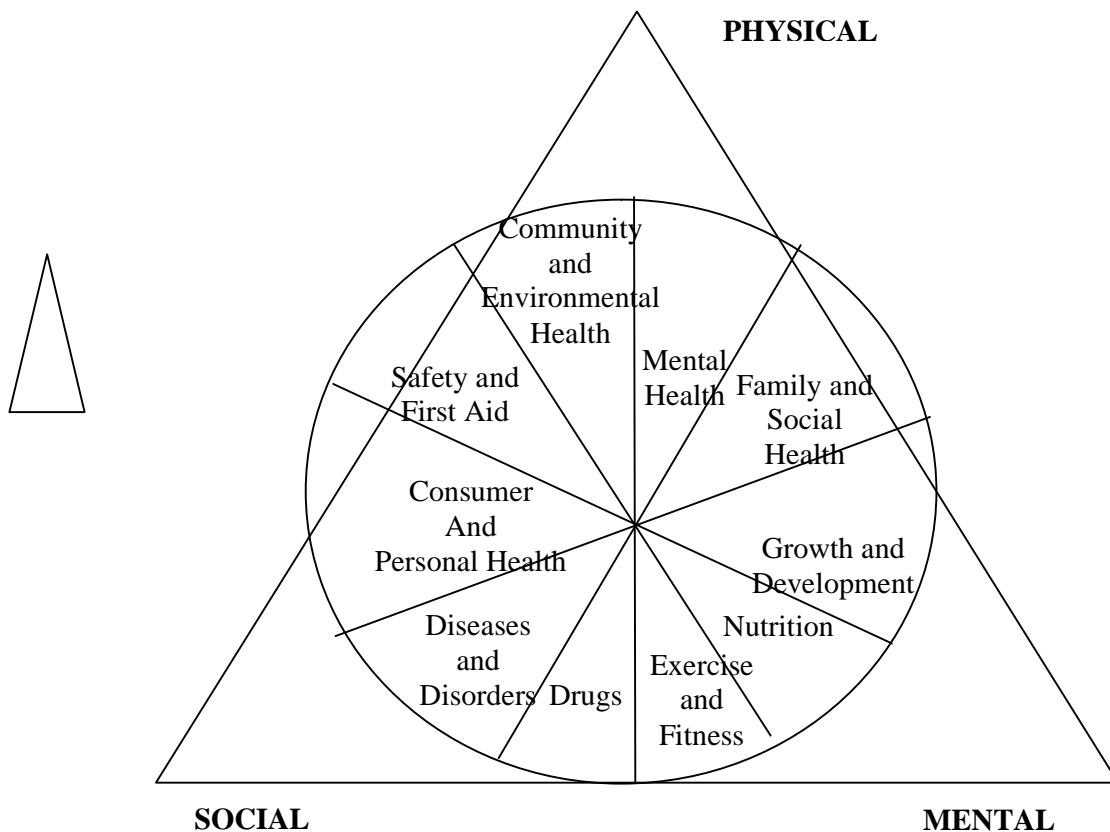 PHYSICAL
Community
and
Environmental
Health
Mental
Health
Family and
Social
Health
Safety and
First Aid
Consumer
And
Personal Health
Growth and
Development
Nutrition
Exercise
and
Fitness
Drugs
Diseases
and
Disorders
SOCIAL
MENTAL